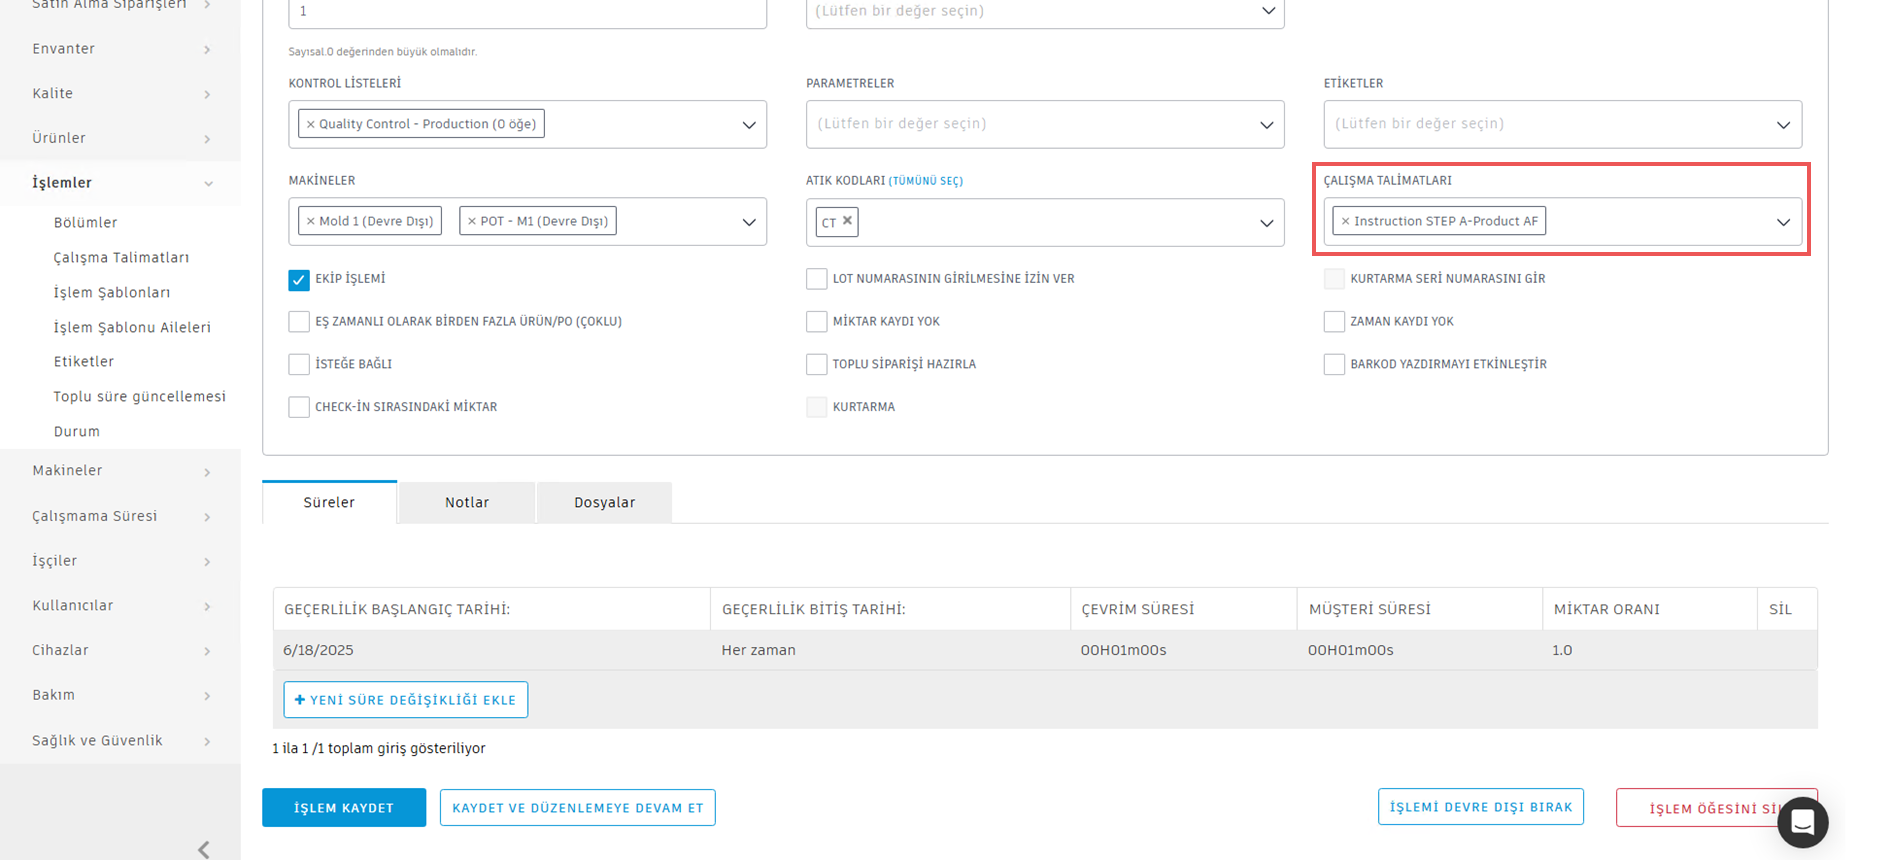 Satın Alma Siparişleri
Envanter
Kalite
Ürünler
İşlemler
Bölümler
Çalışma Talimatları
İşlem Şablonları
İşlem Şablonu Aileleri
Etiketler
Toplu süre güncellemesi
Durum
Makineler
Çalışmama Süresi
İşçiler
Kullanıcılar
Cihazlar
Bakım
Sağlık ve Güvenlik
1
(Lütfen bir değer seçin)
Sayısal.0 değerinden büyük olmalıdır.
KONTROL LİSTELERİ
PARAMETRELER
ETİKETLER
× Quality Control - Production (0 öğe)
(Lütfen bir değer seçin)
(Lütfen bir değer seçin)
MAKİNELER
ATIK KODLARI (TÜMÜNÜ SEÇ)
ÇALIŞMA TALİMATLARI
× Mold 1 (Devre Dışı) × POT - M1 (Devre Dışı)
CT ×
× Instruction STEP A-Product AF
EKİP İŞLEMİ
LOT NUMARASININ GİRİLMESİNE İZİN VER
KURTARMA SERİ NUMARASINI GİR
EŞ ZAMANLI OLARAK BİRDEN FAZLA ÜRÜN/PO (ÇOKLU)
MİKTAR KAYDI YOK
ZAMAN KAYDI YOK
İSTEĞE BAĞLI
TOPLU SİPARİŞİ HAZIRLA
BARKOD YAZDIRMAYI ETKİNLEŞTİR
CHECK-İN SIRASINDAKİ MİKTAR
KURTARMA
Süreler Notlar Dosyalar
GEÇERLİLİK BAŞLANGIÇ TARİHİ: GEÇERLİLİK BİTİŞ TARİHİ: ÇEVRİM SÜRESİ MÜŞTERİ SÜRESİ MİKTAR ORANI SİL
6/18/2025 Her zaman 00H01m00s 00H01m00s 1.0
+ YENİ SÜRE DEĞİŞİKLİĞİ EKLE
1 ila 1 /1 toplam giriş gösteriliyor
İŞLEM KAYDET KAYDET VE DÜZENLEMEYE DEVAM ET İŞLEMİ DEVRE DIŞI BIRAK İŞLEM ÖĞESİNİ